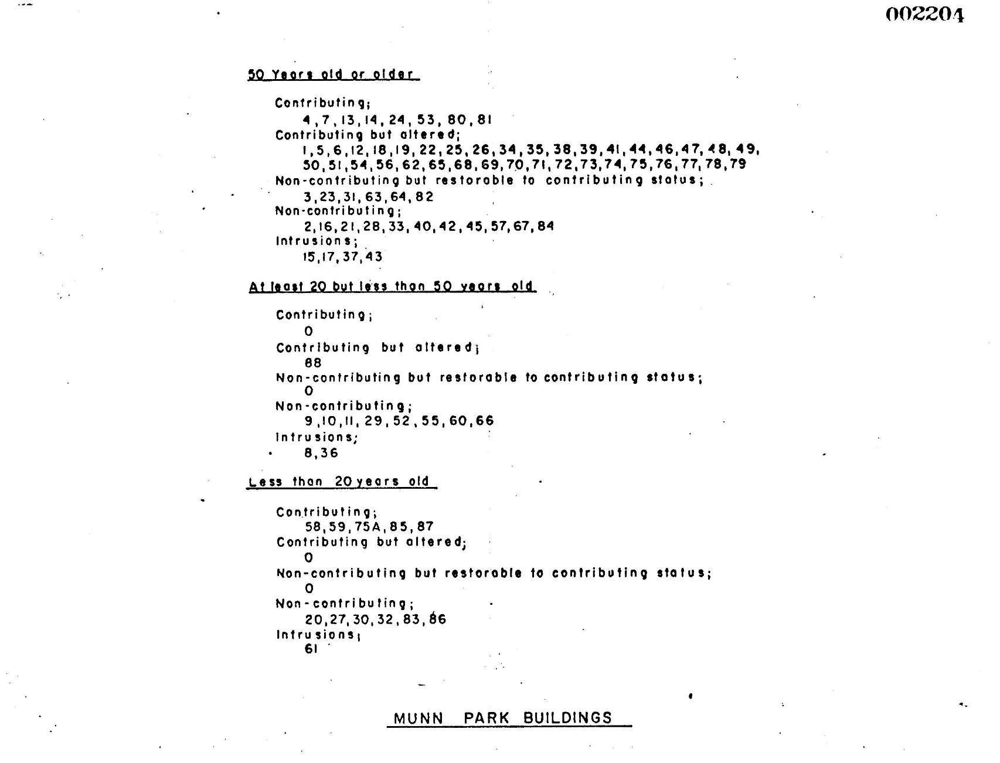 002204
50 Years old or older
Contributing;
4,7,13,14,24,53,80,81
Contributing but altered;
1,5,6,12,18,19,22,25,26,34,35,38,39,41,44,46,47,48,49,
50,51,54,56,62,65,68,69,70,71,72,73,74,75,76,77,78,79
Non-contributing but restorable to contributing status;
3,23,31,63,64,82
Non-contributing;
2,16,21,28,33,40,42,45,57,67,84
Intrusions;
15,17,37,43
At least 20 but less than 50 years old
Contributing;
0
Contributing but altered;
88
Non-contributing but restorable to contributing status;
0
Non-contributing;
9,10,11,29,52,55,60,66
Intrusions;
8,36
Less than 20 years old
Contributing;
58,59,75A,85,87
Contributing but altered;
0
Non-contributing but restorable to contributing status;
0
Non-contributing;
20,27,30,32,83,86
Intrusions;
61
MUNN PARK BUILDINGS